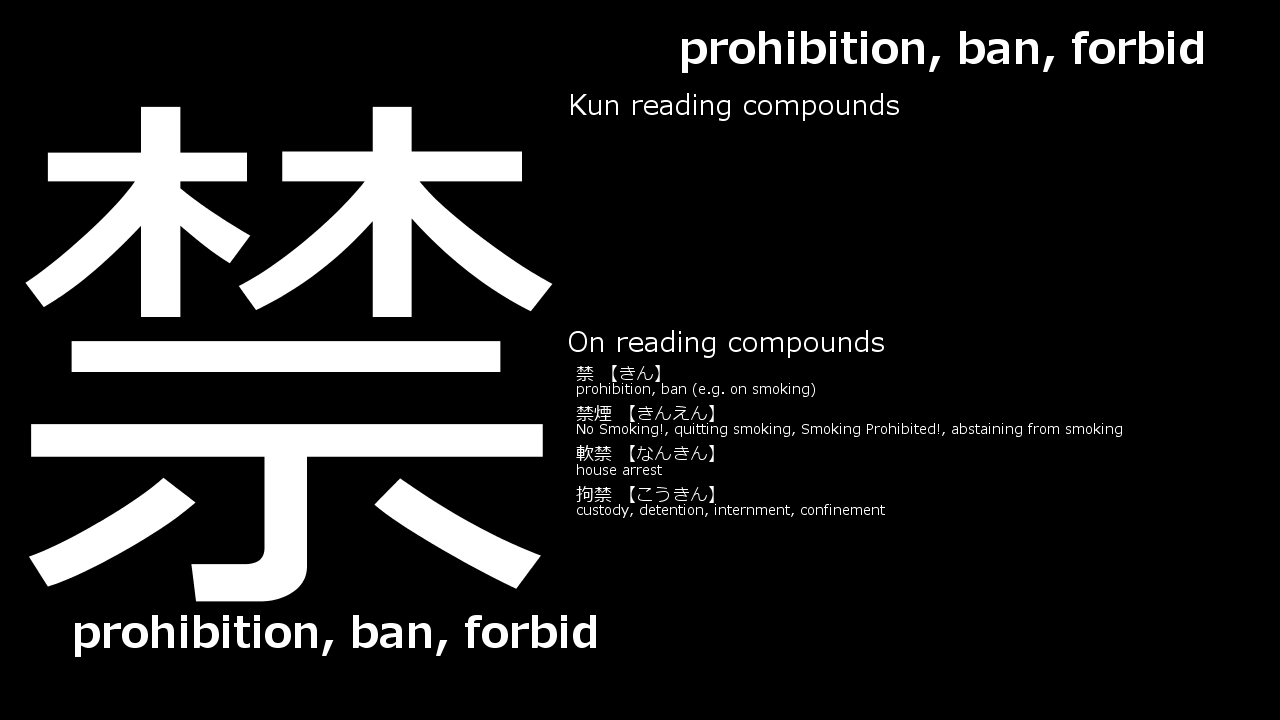 prohibition, ban, forbid
禁
Kun reading compounds
On reading compounds
禁 【きん】
prohibition, ban (e.g. on smoking)
禁煙 【きんえん】
No Smoking!, quitting smoking, Smoking Prohibited!, abstaining from smoking
軟禁 【なんきん】
house arrest
拘禁 【こうきん】
custody, detention, internment, confinement
prohibition, ban, forbid